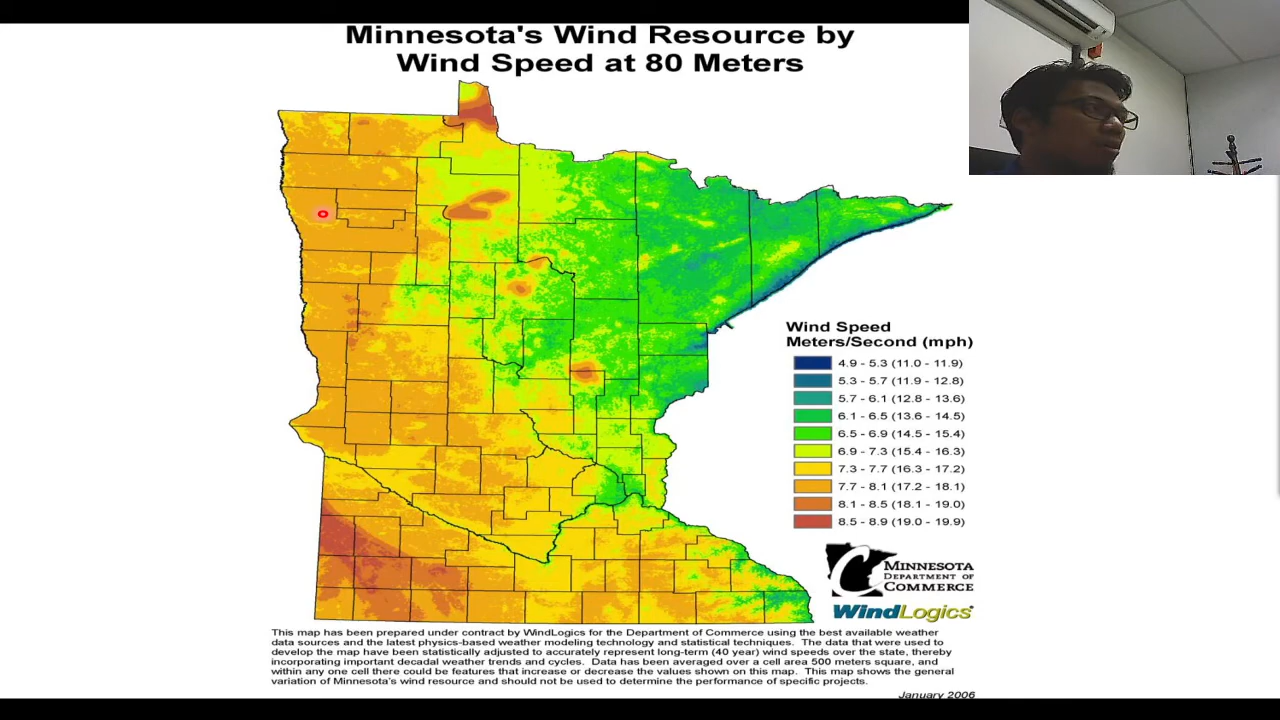 Minnesota's Wind Resource by
Wind Speed at 80 Meters
Wind Speed
Meters/Second (mph)
4.9 - 5.3 (11.0 - 11.9)
5.3 - 5.7 (11.9 - 12.8)
5.7 - 6.1 (12.8 - 13.6)
6.1 - 6.5 (13.6 - 14.5)
6.5 - 6.9 (14.5 - 15.4)
6.9 - 7.3 (15.4 - 16.3)
7.3 - 7.7 (16.3 - 17.2)
7.7 - 8.1 (17.2 - 18.1)
8.1 - 8.5 (18.1 - 19.0)
8.5 - 8.9 (19.0 - 19.9)
MINNESOTA
DEPARTMENT OF
COMMERCE
WindLogics
This map has been prepared under contract by WindLogics for the Department of Commerce using the best available weather
data sources and the latest physics-based weather modeling technology and statistical techniques. The data that were used to
develop the map have been statistically adjusted to accurately represent long-term (40 year) wind speeds over the state, thereby
incorporating important decadal weather trends and cycles. Data has been averaged over a cell area 500 meters square, and
within any one cell there could be features that increase or decrease the values shown on this map. This map shows the general
variation of Minnesota's wind resource and should not be used to determine the performance of specific projects.
January 2006